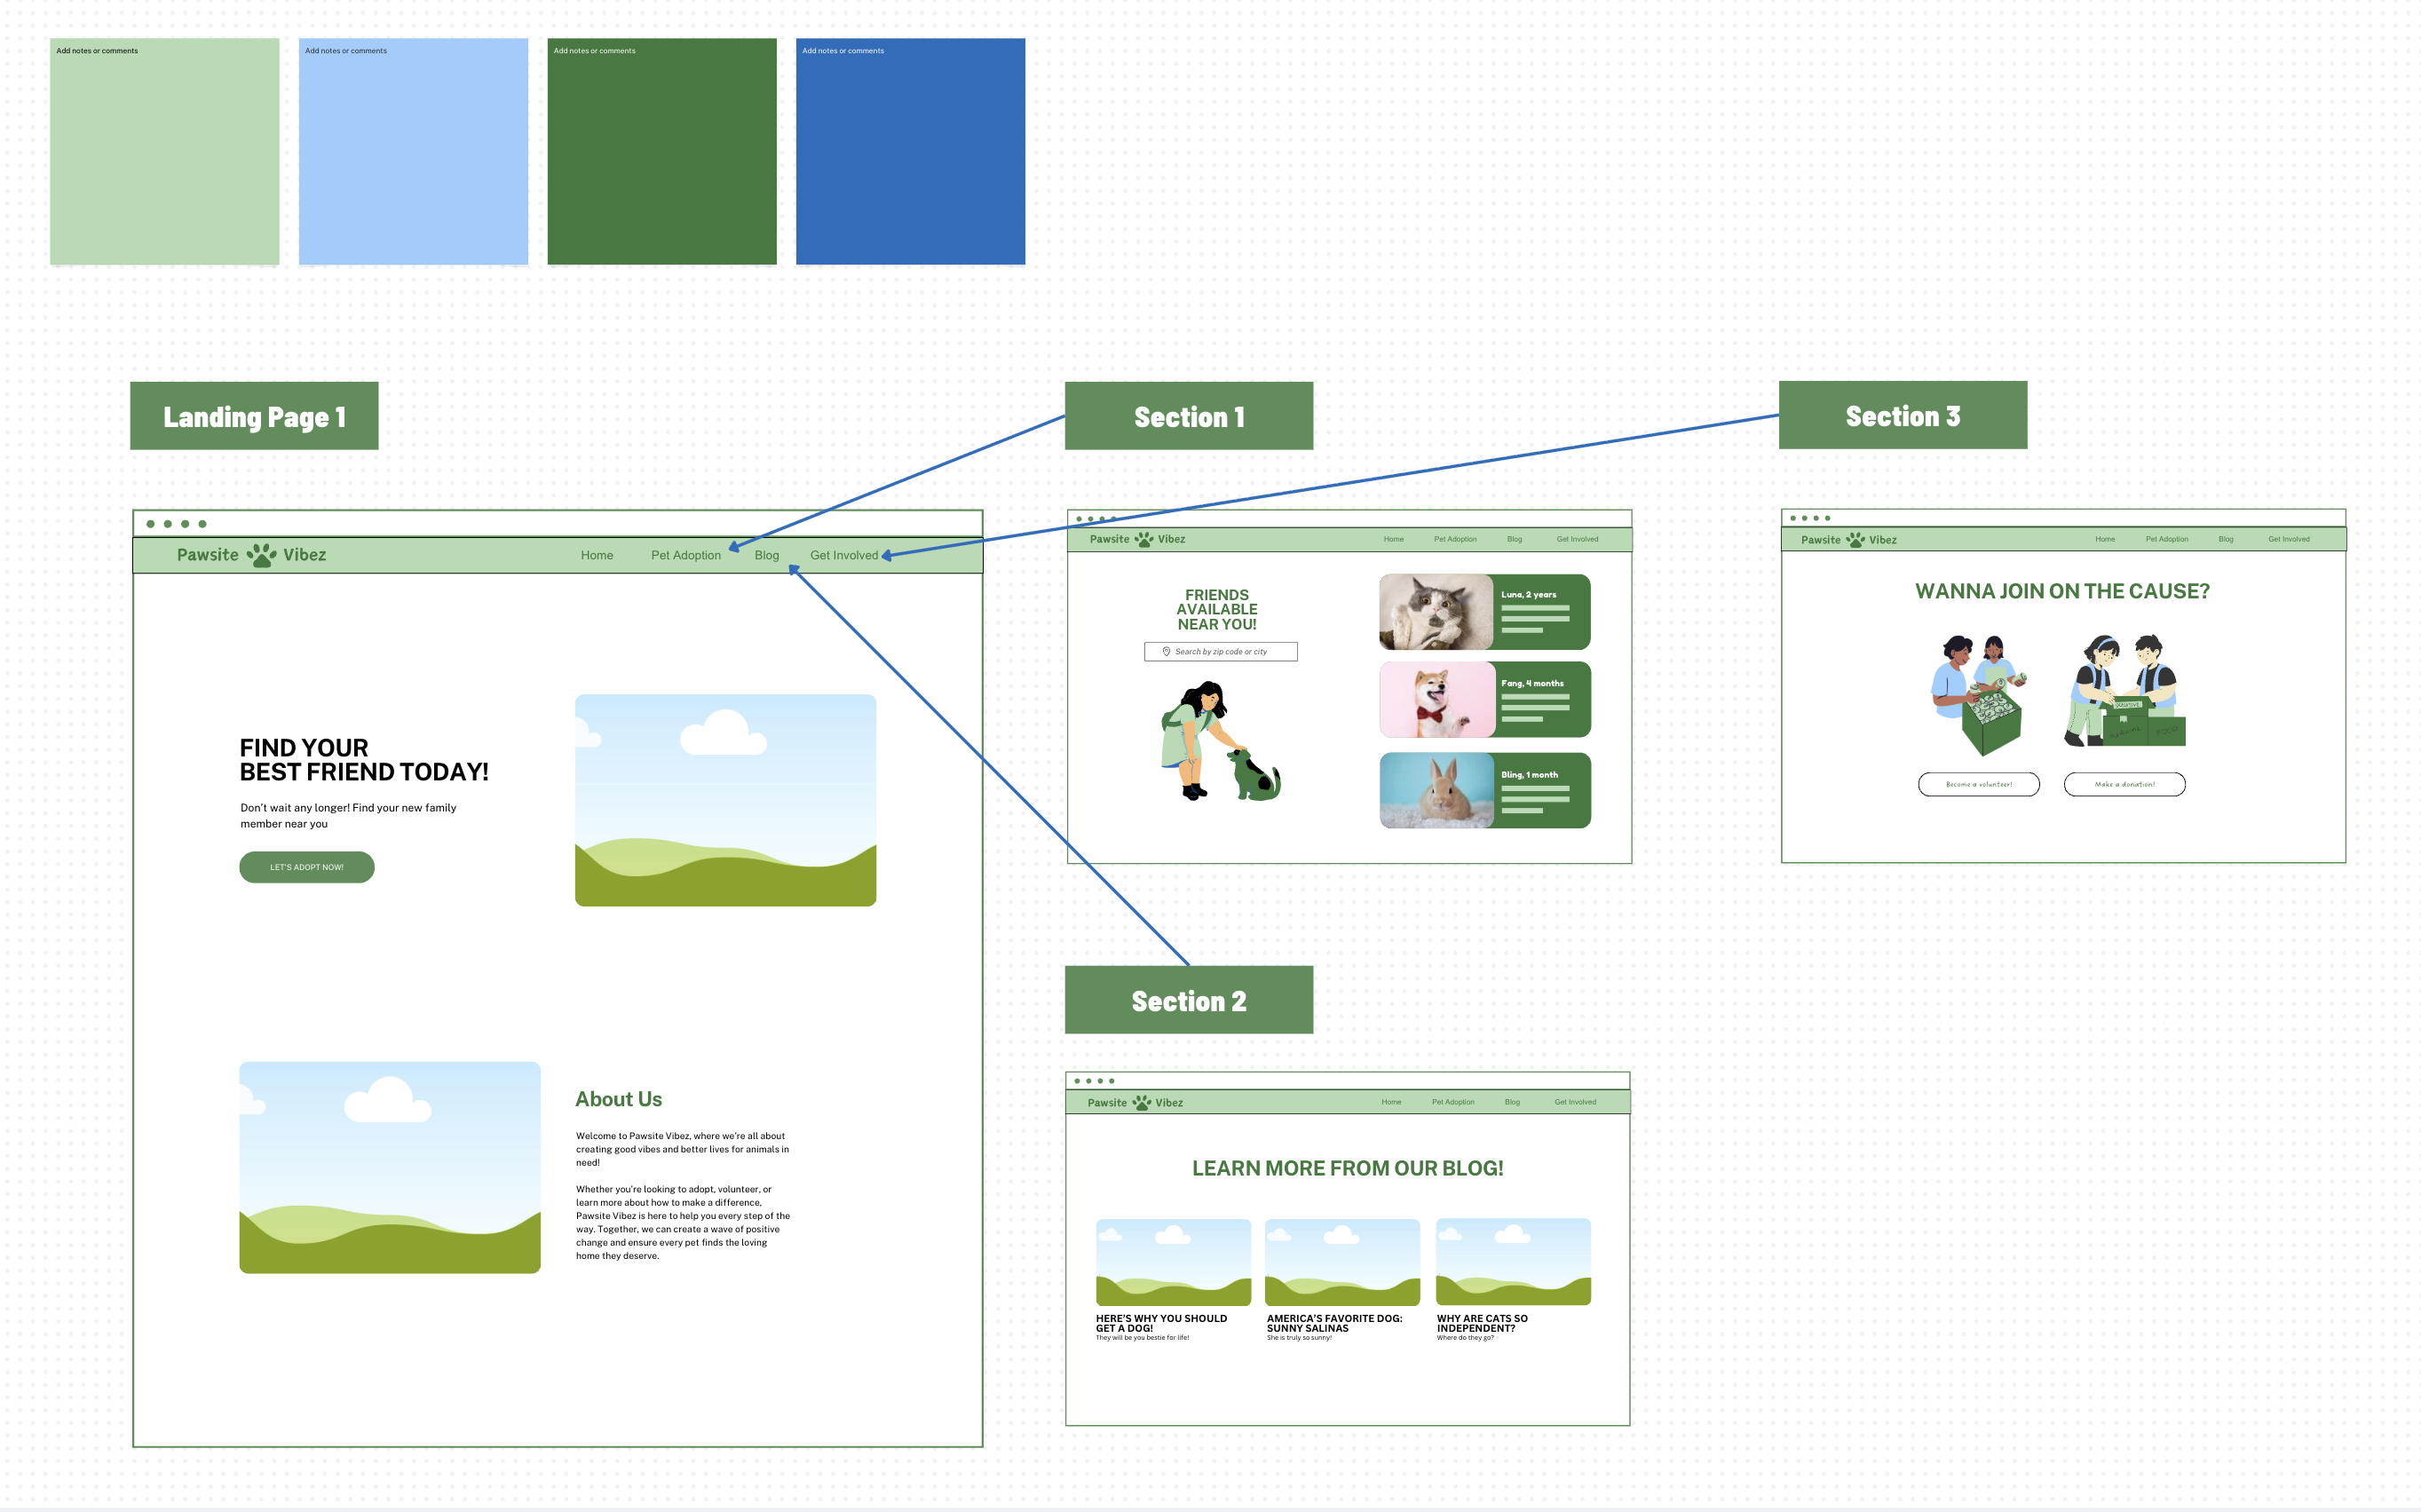 Add notes or comments
Add notes or comments
Add notes or comments
Add notes or comments
Landing Page 1
Section 1
Section 3
Pawsite Vibez
Home
Pet Adoption
Blog
Get Involved
FIND YOUR
BEST FRIEND TODAY!
Don't wait any longer! Find your new family
member near you
LET'S ADOPT NOW!
About Us
Welcome to Pawsite Vibez, where we're all about
creating good vibes and better lives for animals in
need!
Whether you're looking to adopt, volunteer, or
learn more about how to make a difference,
Pawsite Vibez is here to help you every step of the
way. Together, we can create a wave of positive
change and ensure every pet finds the loving
home they deserve.
Pawsite Vibez
Home
Pet Adoption
Blog
Get Involved
FRIENDS
AVAILABLE
NEAR YOU!
Search by zip code or city
Luna, 2 years
Fang, 4 months
Bling, 1 month
Pawsite Vibez
Home
Pet Adoption
Blog
Get Involved
WANNA JOIN ON THE CAUSE?
FOOD
Become a volunteer!
Make a donation!
Section 2
Pawsite Vibez
Home
Pet Adoption
Blog
Get Involved
LEARN MORE FROM OUR BLOG!
HERE'S WHY YOU SHOULD
GET A DOG!
They will be you bestie for life!
AMERICA'S FAVORITE DOG:
SUNNY SALINAS
She is truly so sunny!
WHY ARE CATS SO
INDEPENDENT?
Where do they go?